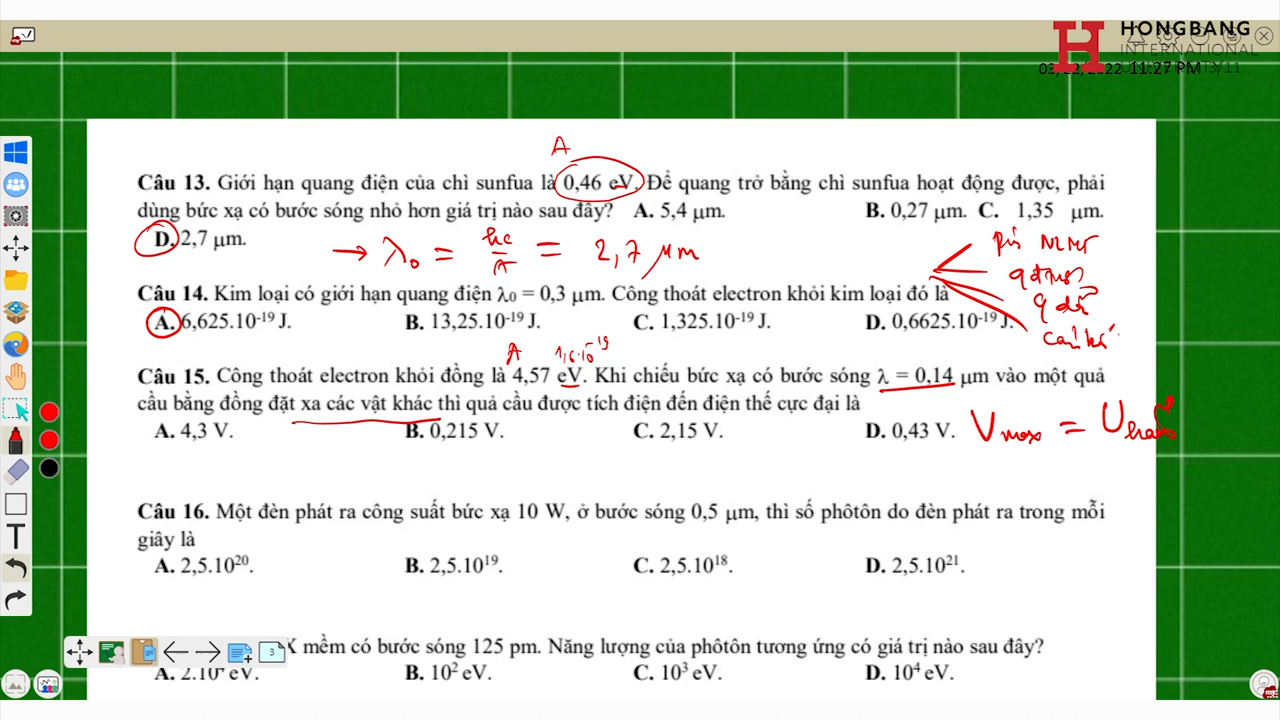 HONGBANG
INTERNATIONAL
11:27 PM
A
Câu 13. Giới hạn quang điện của chì sunfua là 0,46 eV. Để quang trở bằng chì sunfua hoạt động được, phải
dùng bức xạ có bước sóng nhỏ hơn giá trị nào sau đây? A. 5,4 μm. B. 0,27 μm. C. 1,35 μm.
D. 2,7 μm.
→ λ₀ = hc/A = 2,7 μm
Câu 14. Kim loại có giới hạn quang điện λ₀ = 0,3 μm. Công thoát electron khỏi kim loại đó là
A. 6,625.10⁻¹⁹ J. B. 13,25.10⁻¹⁹ J. C. 1,325.10⁻¹⁹ J. D. 0,6625.10⁻¹⁹ J.
A 1,6.10⁻¹⁹
Câu 15. Công thoát electron khỏi đồng là 4,57 eV. Khi chiếu bức xạ có bước sóng λ = 0,14 μm vào một quả
cầu bằng đồng đặt xa các vật khác thì quả cầu được tích điện đến điện thế cực đại là
A. 4,3 V. B. 0,215 V. C. 2,15 V. D. 0,43 V.
Vmax = Uhãm
Câu 16. Một đèn phát ra công suất bức xạ 10 W, ở bước sóng 0,5 μm, thì số phôtôn do đèn phát ra trong mỗi
giây là
A. 2,5.10²⁰. B. 2,5.10¹⁹. C. 2,5.10¹⁸. D. 2,5.10²¹.
X mềm có bước sóng 125 pm. Năng lượng của phôtôn tương ứng có giá trị nào sau đây?
B. 10² eV. C. 10³ eV. D. 10⁴ eV.
3
T